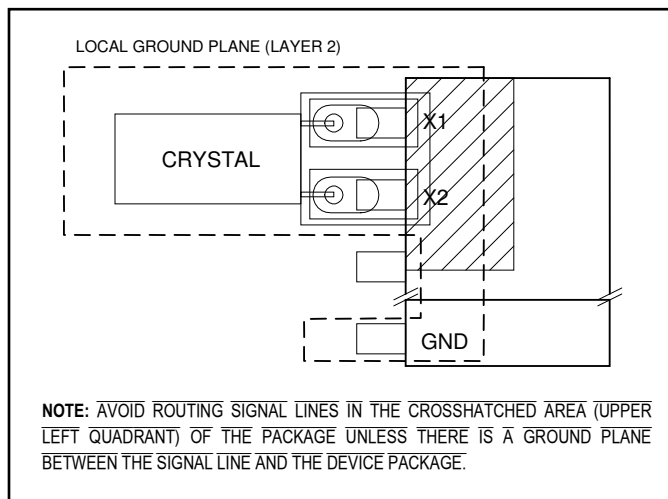 LOCAL GROUND PLANE (LAYER 2)
X1
CRYSTAL
X2
GND
NOTE: AVOID ROUTING SIGNAL LINES IN THE CROSSHATCHED AREA (UPPER
LEFT QUADRANT) OF THE PACKAGE UNLESS THERE IS A GROUND PLANE
BETWEEN THE SIGNAL LINE AND THE DEVICE PACKAGE.